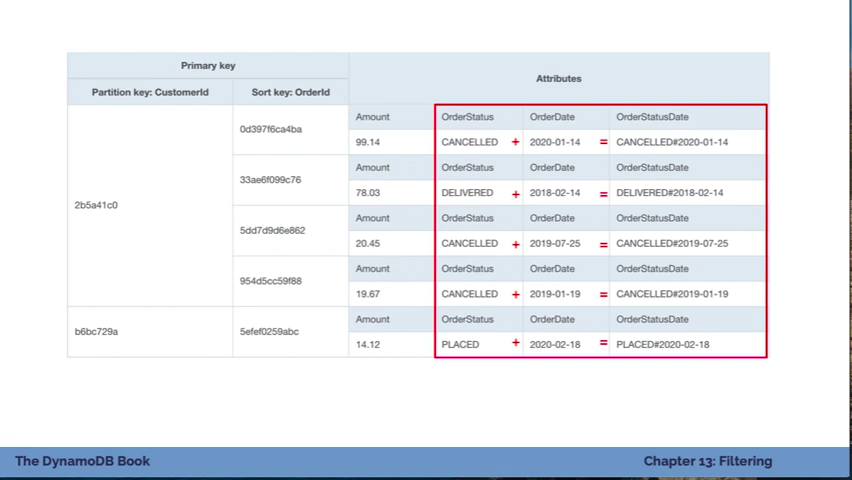 Primary key
Attributes
Partition key: CustomerId Sort key: OrderId
Amount OrderStatus OrderDate OrderStatusDate
0d397f6ca4ba
99.14 CANCELLED + 2020-01-14 = CANCELLED#2020-01-14
Amount OrderStatus OrderDate OrderStatusDate
33ae6f099c76
78.03 DELIVERED + 2018-02-14 = DELIVERED#2018-02-14
2b5a41c0
Amount OrderStatus OrderDate OrderStatusDate
5dd7d9d6e862
20.45 CANCELLED + 2019-07-25 = CANCELLED#2019-07-25
Amount OrderStatus OrderDate OrderStatusDate
954d5cc59f88
19.67 CANCELLED + 2019-01-19 = CANCELLED#2019-01-19
Amount OrderStatus OrderDate OrderStatusDate
b6bc729a 5efef0259abc
14.12 PLACED + 2020-02-18 = PLACED#2020-02-18
The DynamoDB Book Chapter 13: Filtering